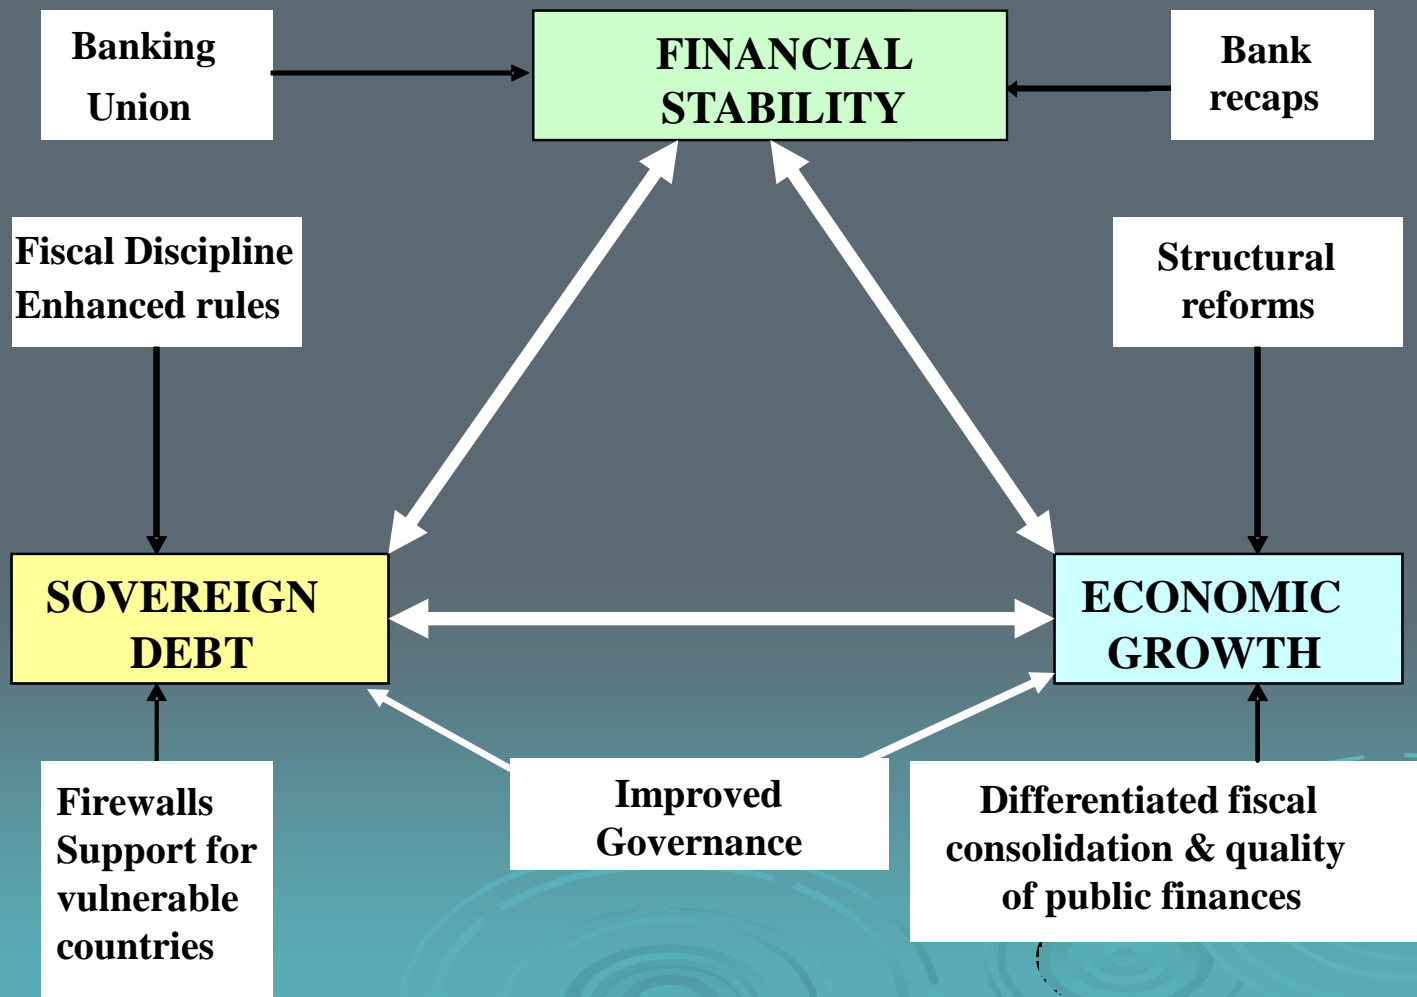 Banking
Union
FINANCIAL
STABILITY
Bank
recaps
Fiscal Discipline
Enhanced rules
Structural
reforms
SOVEREIGN
DEBT
ECONOMIC
GROWTH
Firewalls
Support for
vulnerable
countries
Improved
Governance
Differentiated fiscal
consolidation & quality
of public finances